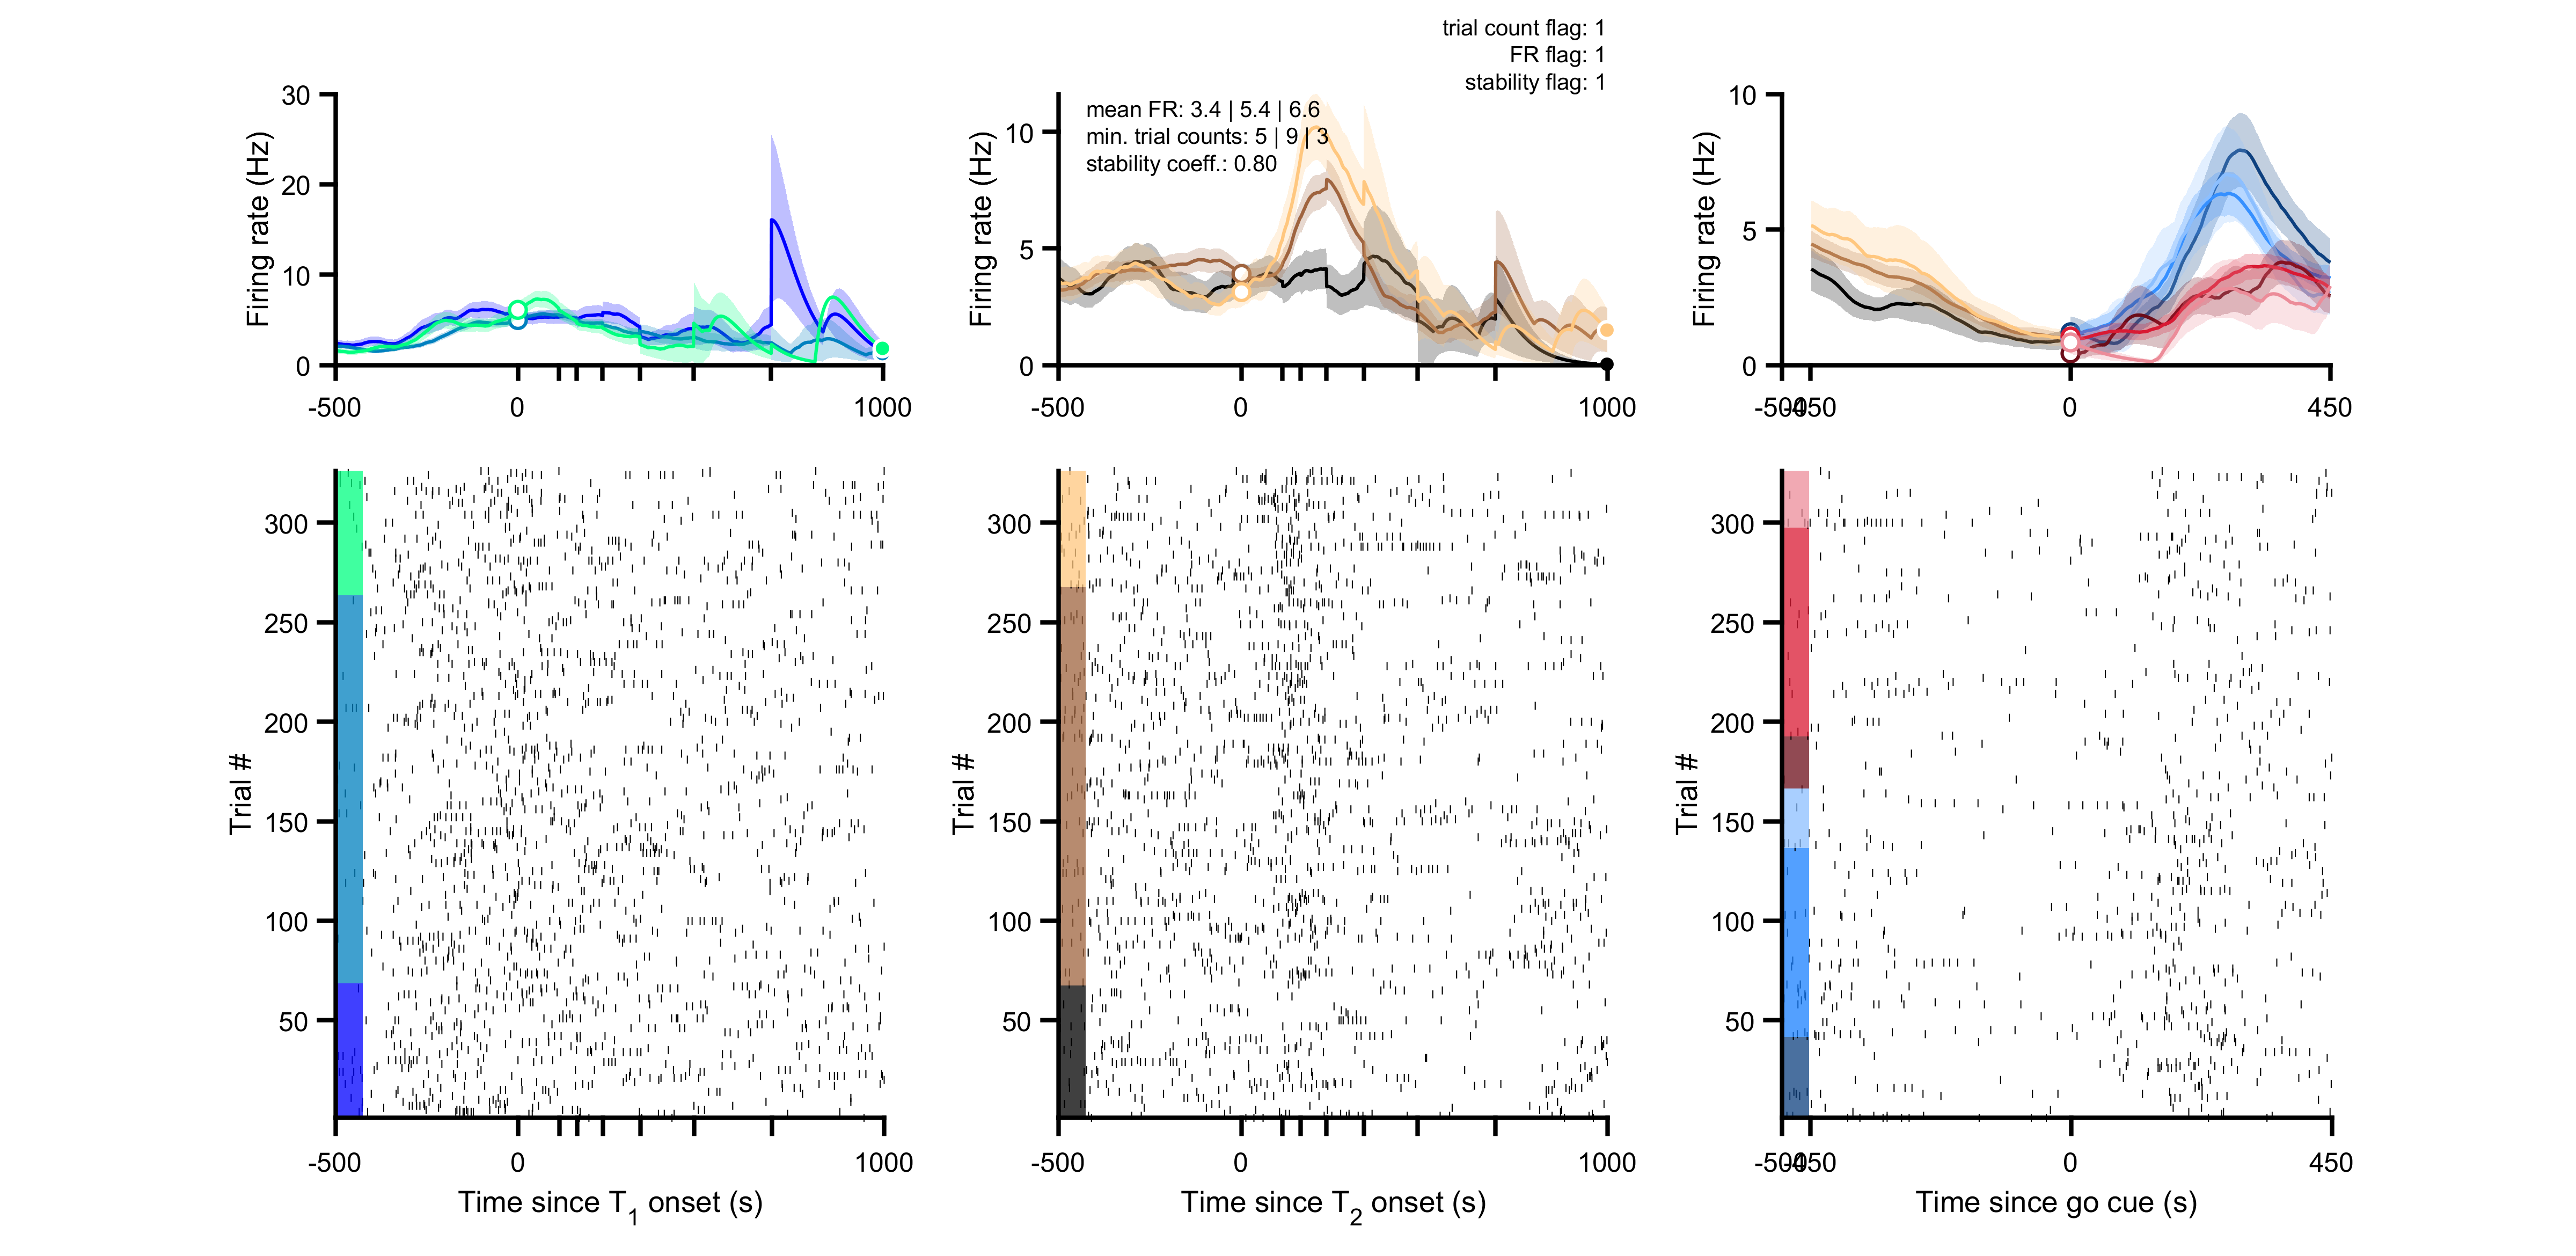 trial count flag: 1
FR flag: 1
stability flag: 1
mean FR: 3.4 | 5.4 | 6.6
min. trial counts: 5 | 9 | 3
stability coeff.: 0.80
Firing rate (Hz)
30
20
10
0
-500 0 1000
Firing rate (Hz)
10
5
0
-500 0 1000
Firing rate (Hz)
10
5
0
-500 -450 0 450
Trial #
300
250
200
150
100
50
-500 0 1000
Time since T1 onset (s)
Trial #
300
250
200
150
100
50
-500 0 1000
Time since T2 onset (s)
Trial #
300
250
200
150
100
50
-500 -450 0 450
Time since go cue (s)